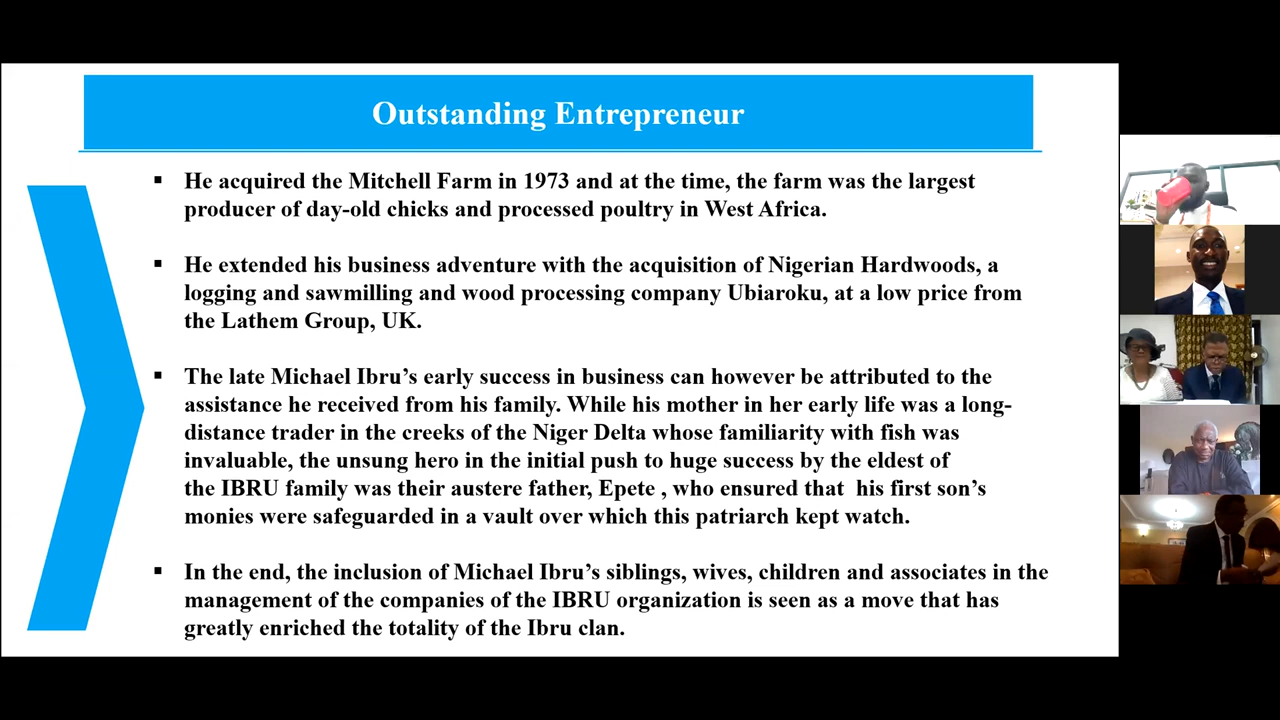 Outstanding Entrepreneur
▪ He acquired the Mitchell Farm in 1973 and at the time, the farm was the largest
producer of day-old chicks and processed poultry in West Africa.
▪ He extended his business adventure with the acquisition of Nigerian Hardwoods, a
logging and sawmilling and wood processing company Ubiaroku, at a low price from
the Lathem Group, UK.
▪ The late Michael Ibru’s early success in business can however be attributed to the
assistance he received from his family. While his mother in her early life was a long-
distance trader in the creeks of the Niger Delta whose familiarity with fish was
invaluable, the unsung hero in the initial push to huge success by the eldest of
the IBRU family was their austere father, Epete , who ensured that his first son’s
monies were safeguarded in a vault over which this patriarch kept watch.
▪ In the end, the inclusion of Michael Ibru’s siblings, wives, children and associates in the
management of the companies of the IBRU organization is seen as a move that has
greatly enriched the totality of the Ibru clan.